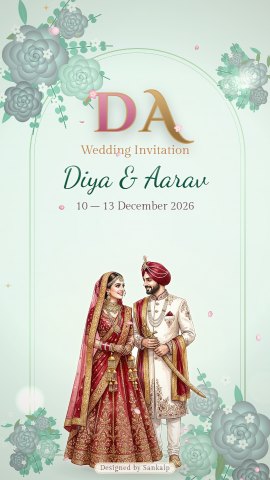 DA
Wedding Invitation
Diya & Aarav
10 — 13 December 2026
Designed by Sankalp